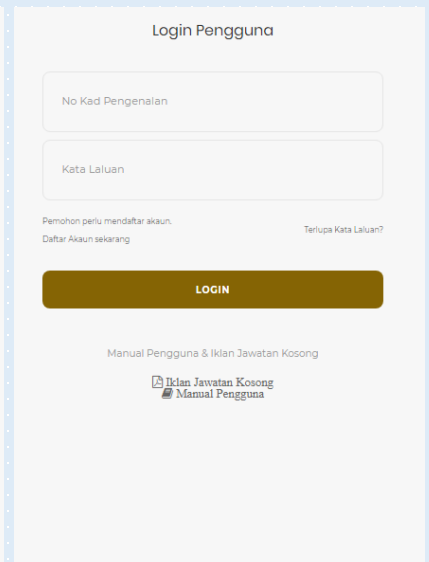 Login Pengguna
No Kad Pengenalan
Kata Laluan
Pemohon perlu mendaftar akaun.
Daftar Akaun sekarang
Terlupa Kata Laluan?
LOGIN
Manual Pengguna & Iklan Jawatan Kosong
Iklan Jawatan Kosong
Manual Pengguna